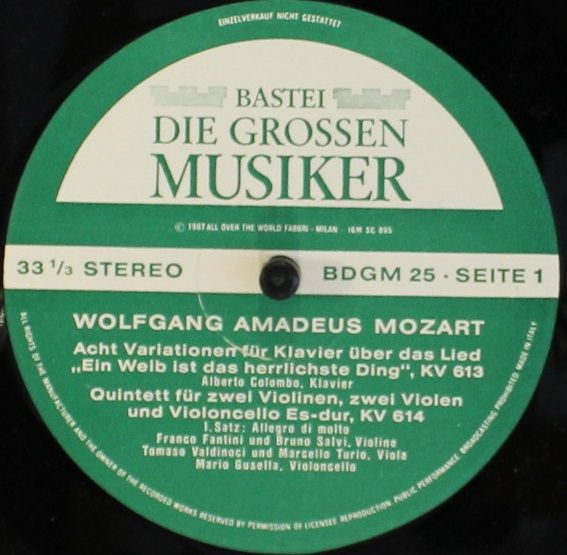 EINZELVERKAUF NICHT GESTATTET
BASTEI
DIE GROSSEN
MUSIKER
© 1967 ALL OVER THE WORLD FABBRI - MILAN · 16M SC 095
33 1/3 STEREO
BDGM 25 · SEITE 1
WOLFGANG AMADEUS MOZART
Acht Variationen für Klavier über das Lied
„Ein Weib ist das herrlichste Ding“, KV 613
Alberto Colombo, Klavier
Quintett für zwei Violinen, zwei Violen
und Violoncello Es-dur, KV 614
I. Satz: Allegro di molto
Franco Fantini und Bruno Salvi, Violine
Tomaso Valdinoci und Marcello Turio, Viola
Mario Gusella, Violoncello
ALL RIGHTS OF THE MANUFACTURER AND THE OWNER OF THE RECORDED WORKS RESERVED BY PERMISSION OF LICENSEE REPRODUCTION. PUBLIC PERFORMANCE. BROADCASTING PROHIBITED MADE IN ITALY